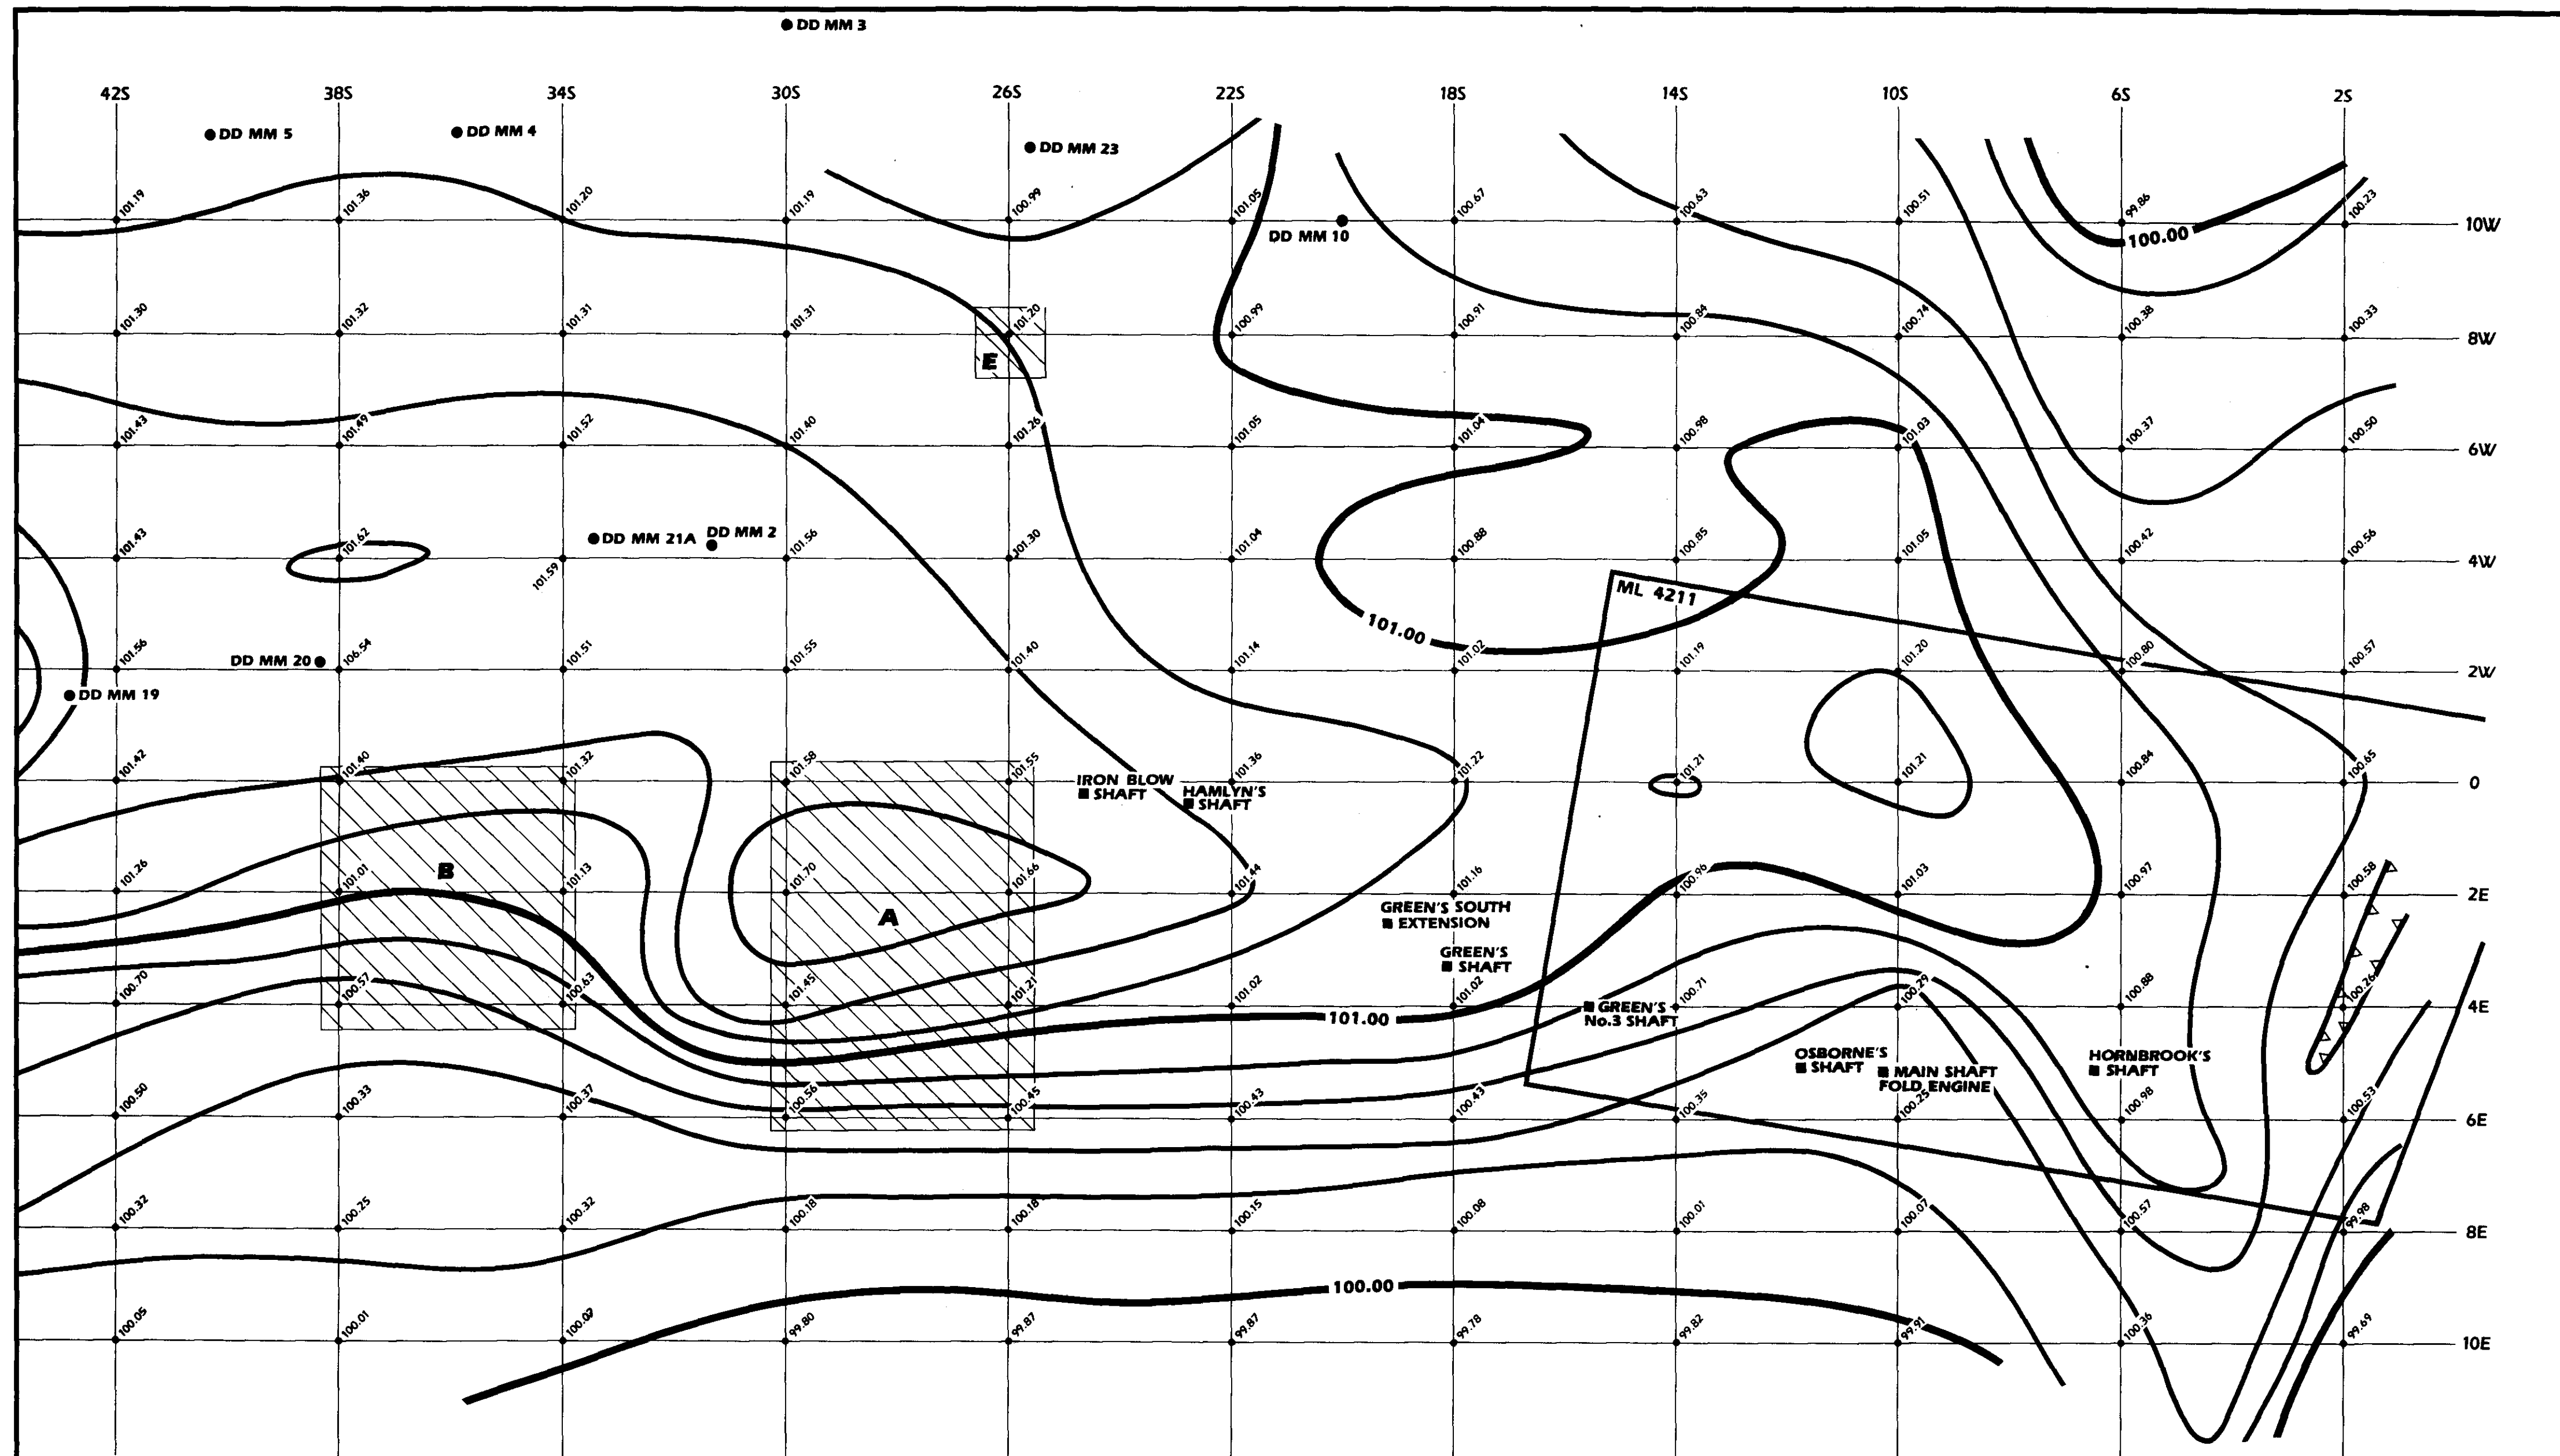 DD MM 3
42S 38S 34S 30S 26S 22S 18S 14S 10S 6S 2S
DD MM 5 DD MM 4 DD MM 23
101.19 101.36 101.20 101.19 100.99 101.05 100.67 100.63 100.51 99.86 100.23
10W
DD MM 10
100.00
101.30 101.32 101.31 101.31 101.20 100.99 100.91 100.84 100.74 100.38 100.33
8W
E
101.43 101.49 101.52 101.40 101.26 101.05 101.04 100.98 101.03 100.37 100.50
6W
DD MM 21A DD MM 2
101.43 101.62 101.59 101.56 101.30 101.04 100.88 100.85 101.05 100.42 100.56
4W
ML 4211
101.00
101.56 106.54 101.51 101.55 101.40 101.14 101.02 101.19 101.20 100.80 100.57
2W
DD MM 20
DD MM 19
101.42 101.40 101.32 101.58 101.55 101.36 101.22 101.21 101.21 100.84 100.65
0
IRON BLOW
SHAFT
HAMLYN'S
SHAFT
B
101.26 101.01 101.13 101.70 101.66 101.44 101.16 100.96 101.03 100.97 100.58
2E
A
GREEN'S SOUTH
EXTENSION
GREEN'S
SHAFT
100.70 100.57 100.63 101.45 101.21 101.02 101.02 100.71 100.29 100.88 100.26
4E
101.00
GREEN'S
No.3 SHAFT
OSBORNE'S
SHAFT
MAIN SHAFT
FOLD ENGINE
HORNBROOK'S
SHAFT
100.50 100.33 100.37 100.56 100.45 100.43 100.43 100.35 100.25 100.98 100.53
6E
100.32 100.25 100.32 100.18 100.18 100.15 100.08 100.01 100.07 100.57 99.98
8E
100.00
100.05 100.01 99.80 99.87 99.87 99.78 99.82 99.91 100.36 99.69
10E